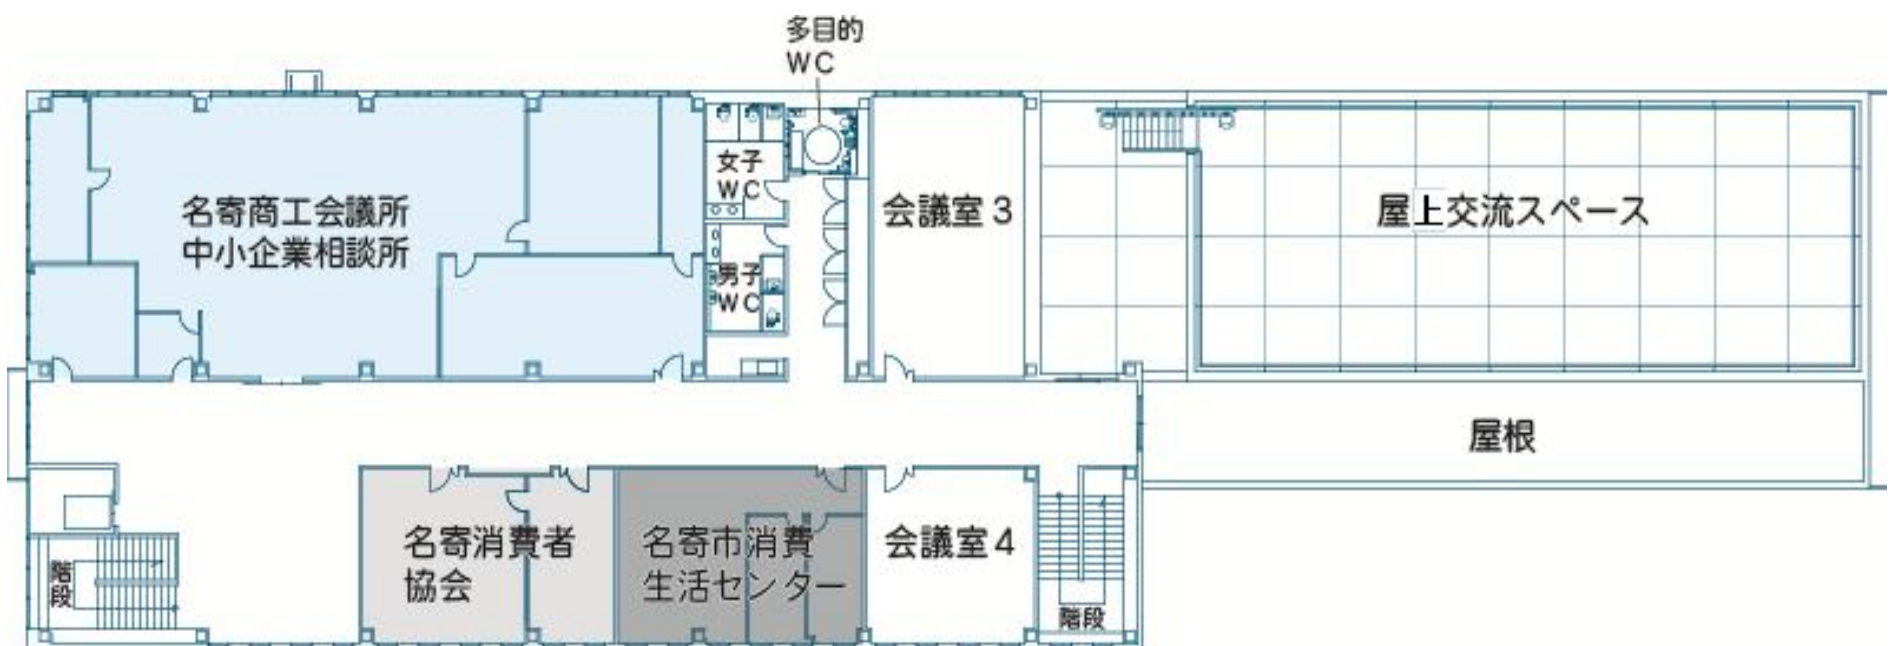 多目的
WC
女子
WC
名寄商工会議所
中小企業相談所
会議室3
屋上交流スペース
男子
WC
屋根
名寄消費者
協会
名寄市消費
生活センター
会議室4
階段
階段